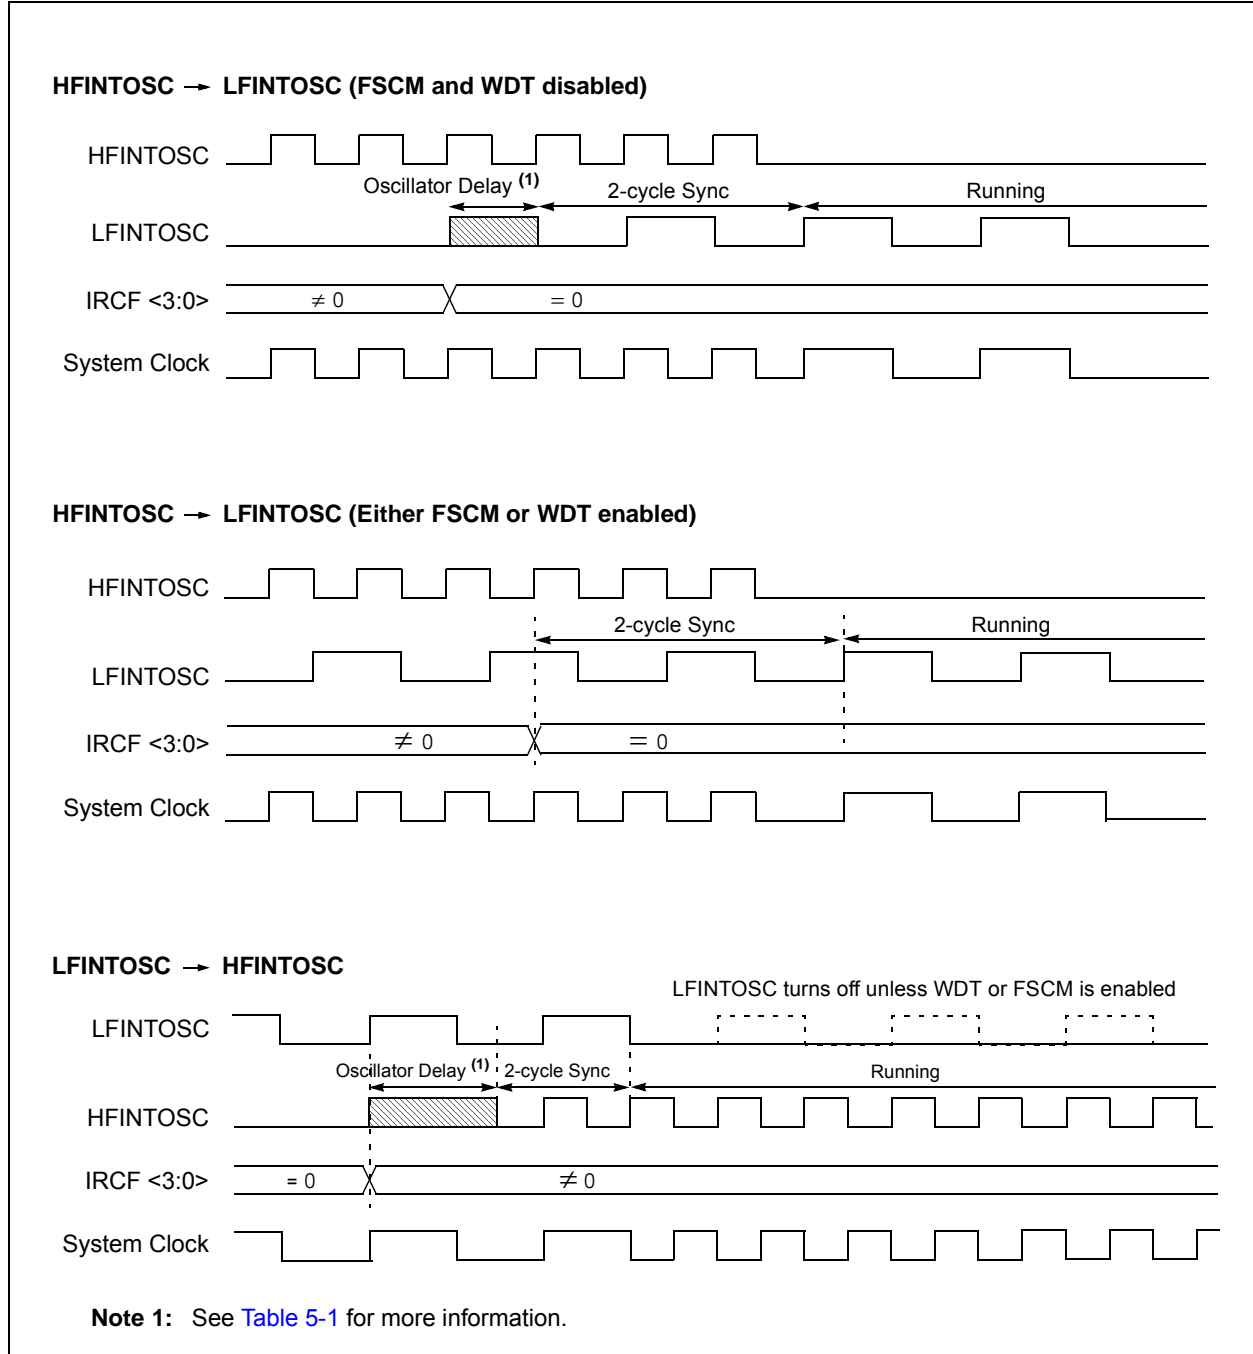 HFINTOSC → LFINTOSC (FSCM and WDT disabled)
HFINTOSC
Oscillator Delay (1)
2-cycle Sync
Running
LFINTOSC
IRCF <3:0>
≠ 0
= 0
System Clock
HFINTOSC → LFINTOSC (Either FSCM or WDT enabled)
HFINTOSC
2-cycle Sync
Running
LFINTOSC
IRCF <3:0>
≠ 0
= 0
System Clock
LFINTOSC → HFINTOSC
LFINTOSC turns off unless WDT or FSCM is enabled
LFINTOSC
Oscillator Delay (1)
2-cycle Sync
Running
HFINTOSC
IRCF <3:0>
= 0
≠ 0
System Clock
Note 1: See Table 5-1 for more information.